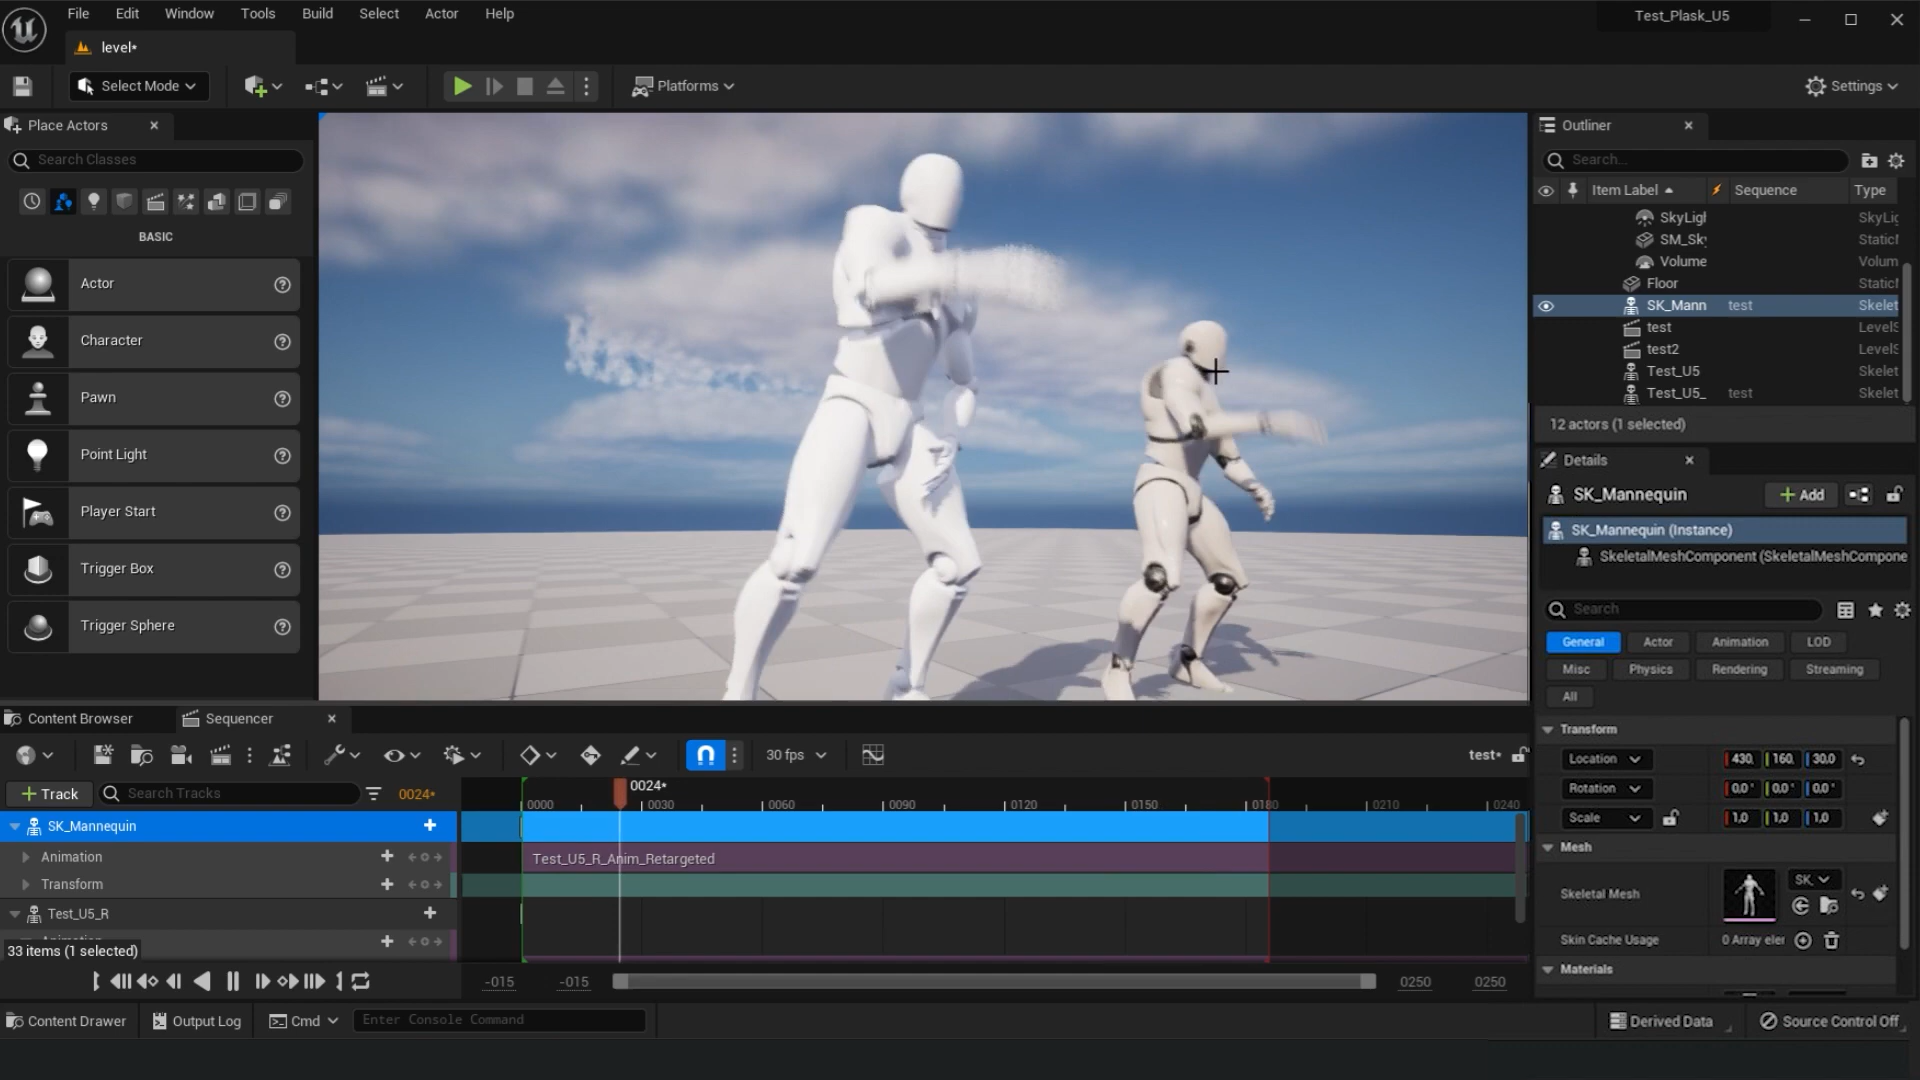 File Edit Window Tools Build Select Actor Help
Test_Plask_U5
level*
Select Mode
Platforms
Settings
Place Actors
Search Classes
BASIC
Actor
Character
Pawn
Point Light
Player Start
Trigger Box
Trigger Sphere
Outliner
Search...
Item Label Sequence Type
SkyLigh SkyLig
SM_Sky StaticM
Volume Volum
Floor StaticM
SK_Mann test Skelet
test LevelS
test2 LevelS
Test_U5 Skelet
Test_U5_ test Skelet
12 actors (1 selected)
Details
SK_Mannequin
Add
SK_Mannequin (Instance)
SkeletalMeshComponent (SkeletalMeshCompone
Search
General Actor Animation LOD
Misc Physics Rendering Streaming
All
Transform
Location 430, 160, 30.0
Rotation 0.0° 0.0° 0.0°
Scale 1.0 1.0 1.0
Mesh
Skeletal Mesh SK_
Skin Cache Usage 0 Array eler
Materials
Content Browser Sequencer
30 fps
test*
Track
Search Tracks
0024*
0024*
0000 0030 0060 0090 0120 0150 0180 0210 0240
SK_Mannequin
Animation
Test_U5_R_Anim_Retargeted
Transform
Test_U5_R
33 items (1 selected)
-015 -015 0250 0250
Content Drawer Output Log Cmd Enter Console Command
Derived Data Source Control Off